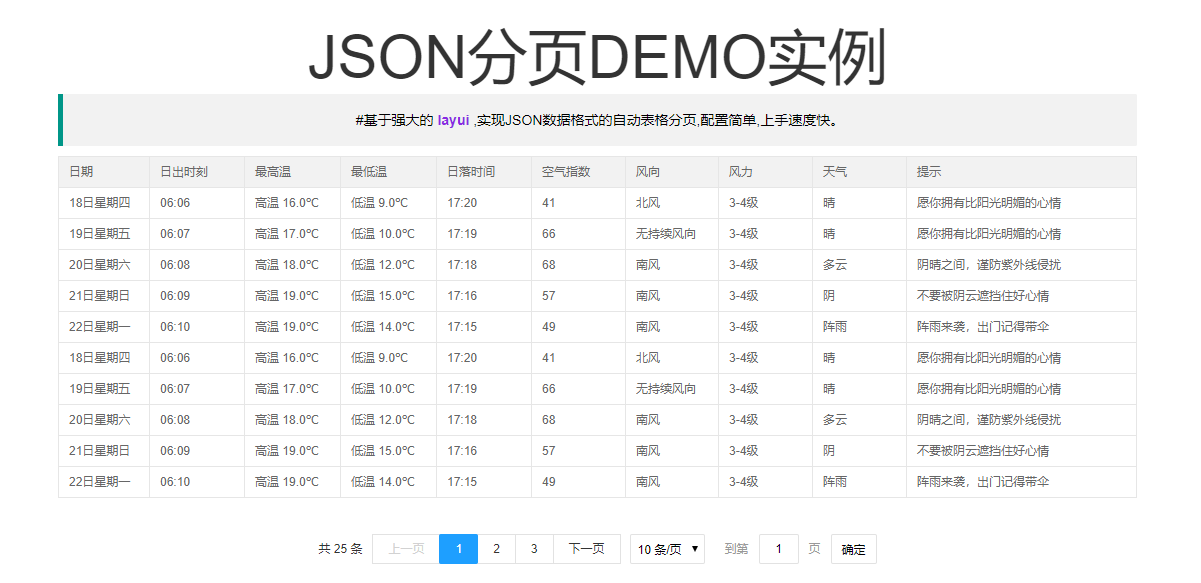 JSON分页DEMO实例
#基于强大的 layui ,实现JSON数据格式的自动表格分页,配置简单,上手速度快。
日期 日出时刻 最高温 最低温 日落时间 空气指数 风向 风力 天气 提示
18日星期四 06:06 高温 16.0℃ 低温 9.0℃ 17:20 41 北风 3-4级 晴 愿你拥有比阳光明媚的心情
19日星期五 06:07 高温 17.0℃ 低温 10.0℃ 17:19 66 无持续风向 3-4级 晴 愿你拥有比阳光明媚的心情
20日星期六 06:08 高温 18.0℃ 低温 12.0℃ 17:18 68 南风 3-4级 多云 阴晴之间，谨防紫外线侵扰
21日星期日 06:09 高温 19.0℃ 低温 15.0℃ 17:16 57 南风 3-4级 阴 不要被阴云遮挡住好心情
22日星期一 06:10 高温 19.0℃ 低温 14.0℃ 17:15 49 南风 3-4级 阵雨 阵雨来袭，出门记得带伞
18日星期四 06:06 高温 16.0℃ 低温 9.0℃ 17:20 41 北风 3-4级 晴 愿你拥有比阳光明媚的心情
19日星期五 06:07 高温 17.0℃ 低温 10.0℃ 17:19 66 无持续风向 3-4级 晴 愿你拥有比阳光明媚的心情
20日星期六 06:08 高温 18.0℃ 低温 12.0℃ 17:18 68 南风 3-4级 多云 阴晴之间，谨防紫外线侵扰
21日星期日 06:09 高温 19.0℃ 低温 15.0℃ 17:16 57 南风 3-4级 阴 不要被阴云遮挡住好心情
22日星期一 06:10 高温 19.0℃ 低温 14.0℃ 17:15 49 南风 3-4级 阵雨 阵雨来袭，出门记得带伞
共 25 条 上一页 1 2 3 下一页 10 条/页 到第 1 页 确定